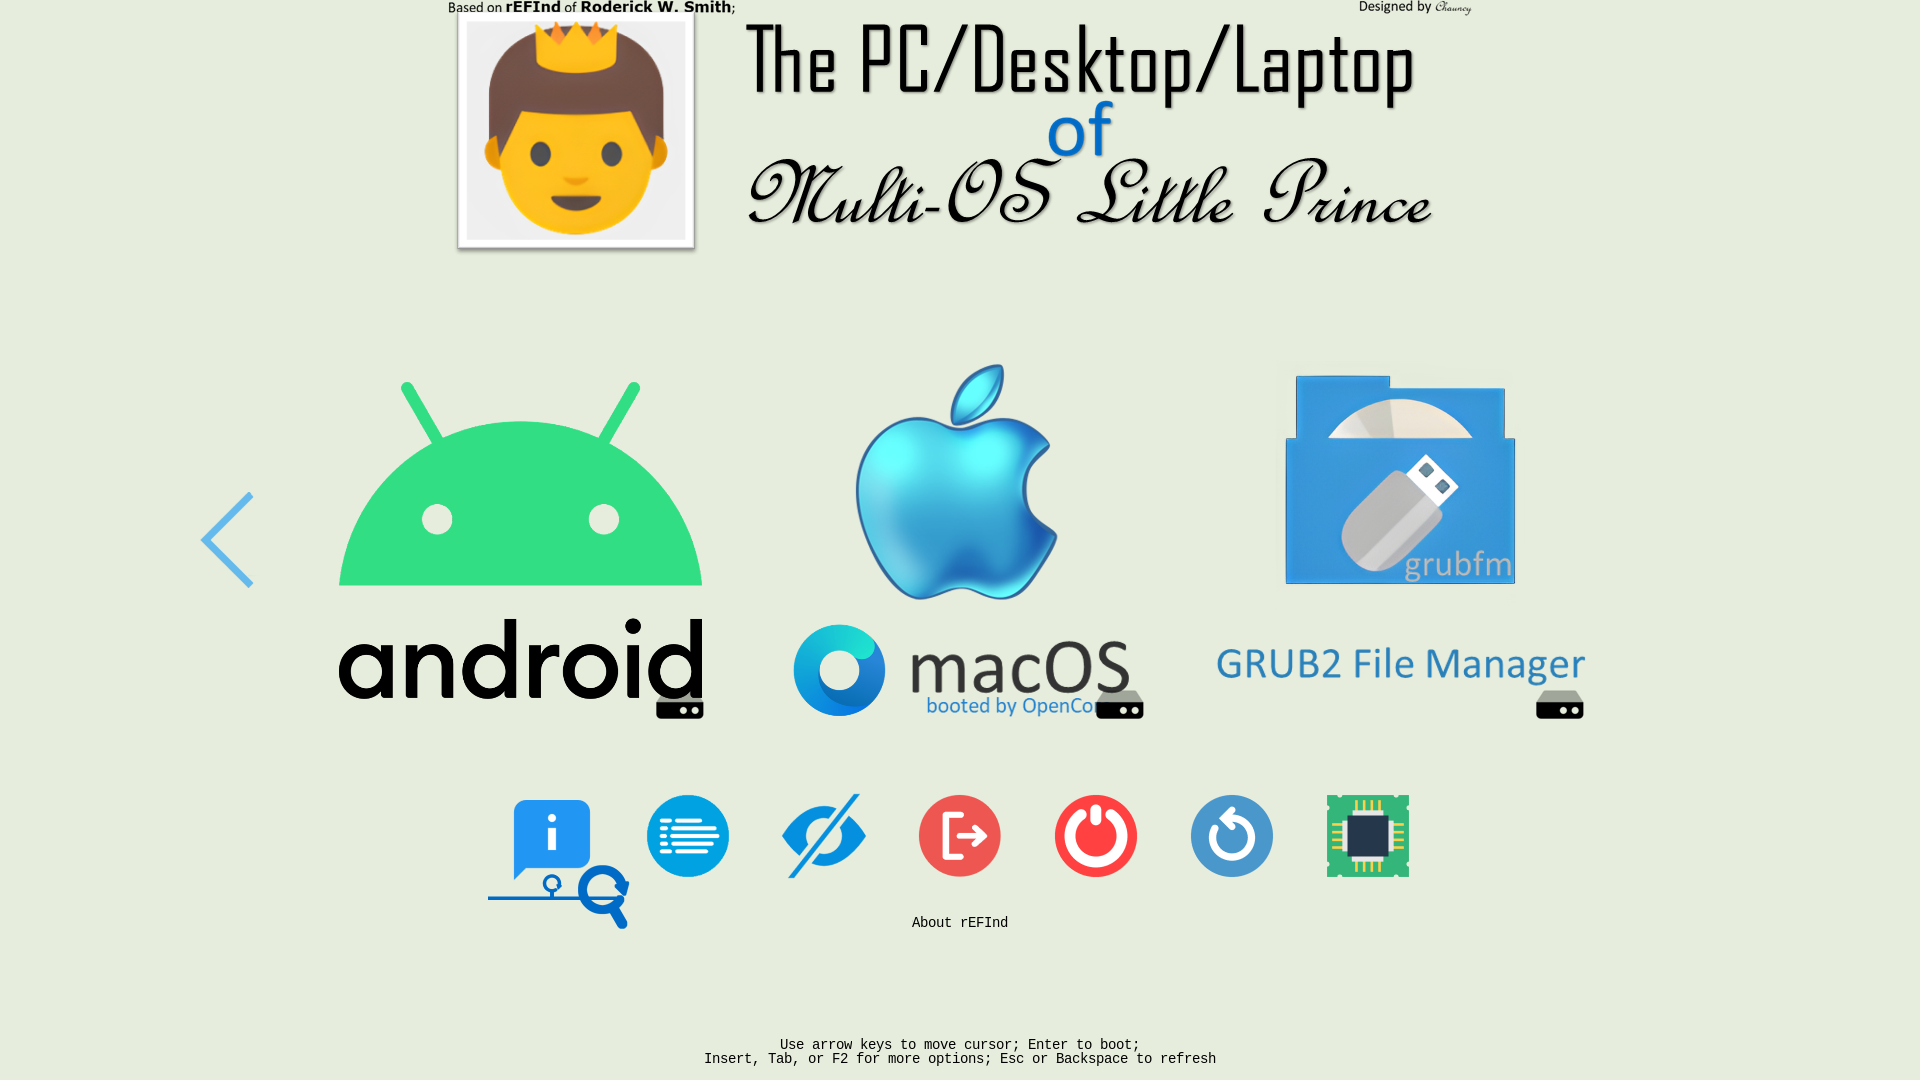 Based on rEFInd of Roderick W. Smith;
Designed by Chauncy
The PC/Desktop/Laptop
of
Multi-OS Little Prince
grubfm
android
macOS
booted by OpenCor
GRUB2 File Manager
About rEFInd
Use arrow keys to move cursor; Enter to boot;
Insert, Tab, or F2 for more options; Esc or Backspace to refresh